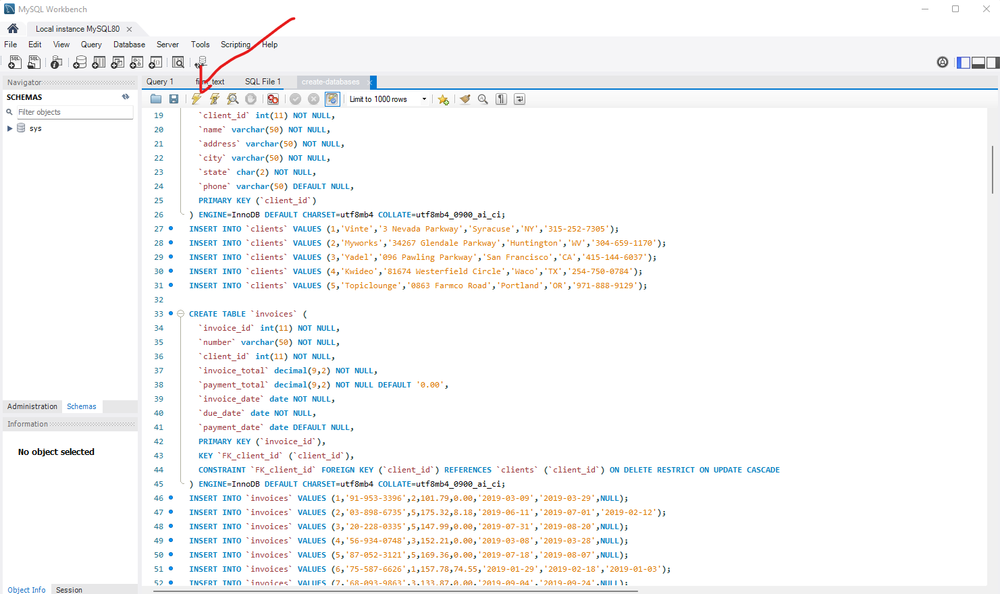 MySQL Workbench
Local instance MySQL80
File Edit View Query Database Server Tools Scripting Help
Navigator
SCHEMAS
Filter objects
sys
Administration Schemas
Information
No object selected
Object Info Session
Query 1 SQL File 1 create-databases
Limit to 1000 rows
19 `client_id` int(11) NOT NULL,
20 `name` varchar(50) NOT NULL,
21 `address` varchar(50) NOT NULL,
22 `city` varchar(50) NOT NULL,
23 `state` char(2) NOT NULL,
24 `phone` varchar(50) DEFAULT NULL,
25 PRIMARY KEY (`client_id`)
26 ) ENGINE=InnoDB DEFAULT CHARSET=utf8mb4 COLLATE=utf8mb4_0900_ai_ci;
27 INSERT INTO `clients` VALUES (1,'Vinte','3 Nevada Parkway','Syracuse','NY','315-252-7305');
28 INSERT INTO `clients` VALUES (2,'Myworks','34267 Glendale Parkway','Huntington','WV','304-659-1170');
29 INSERT INTO `clients` VALUES (3,'Yadel','096 Pawling Parkway','San Francisco','CA','415-144-6037');
30 INSERT INTO `clients` VALUES (4,'Kwideo','81674 Westerfield Circle','Waco','TX','254-750-0784');
31 INSERT INTO `clients` VALUES (5,'Topiclounge','0863 Farmco Road','Portland','OR','971-888-9129');
32
33 CREATE TABLE `invoices` (
34 `invoice_id` int(11) NOT NULL,
35 `number` varchar(50) NOT NULL,
36 `client_id` int(11) NOT NULL,
37 `invoice_total` decimal(9,2) NOT NULL,
38 `payment_total` decimal(9,2) NOT NULL DEFAULT '0.00',
39 `invoice_date` date NOT NULL,
40 `due_date` date NOT NULL,
41 `payment_date` date DEFAULT NULL,
42 PRIMARY KEY (`invoice_id`),
43 KEY `FK_client_id` (`client_id`),
44 CONSTRAINT `FK_client_id` FOREIGN KEY (`client_id`) REFERENCES `clients` (`client_id`) ON DELETE RESTRICT ON UPDATE CASCADE
45 ) ENGINE=InnoDB DEFAULT CHARSET=utf8mb4 COLLATE=utf8mb4_0900_ai_ci;
46 INSERT INTO `invoices` VALUES (1,'91-953-3396',2,101.79,0.00,'2019-03-09','2019-03-29',NULL);
47 INSERT INTO `invoices` VALUES (2,'03-898-6735',5,175.32,8.18,'2019-06-11','2019-07-01','2019-02-12');
48 INSERT INTO `invoices` VALUES (3,'20-228-0335',5,147.99,0.00,'2019-07-31','2019-08-20',NULL);
49 INSERT INTO `invoices` VALUES (4,'56-934-0748',3,152.21,0.00,'2019-03-08','2019-03-28',NULL);
50 INSERT INTO `invoices` VALUES (5,'87-052-3121',5,169.36,0.00,'2019-07-18','2019-08-07',NULL);
51 INSERT INTO `invoices` VALUES (6,'75-587-6626',1,157.78,74.55,'2019-01-29','2019-02-18','2019-01-03');
52 INSERT INTO `invoices` VALUES (7,'68-093-9863',3,133.87,0.00,'2019-09-04','2019-09-24',NULL);